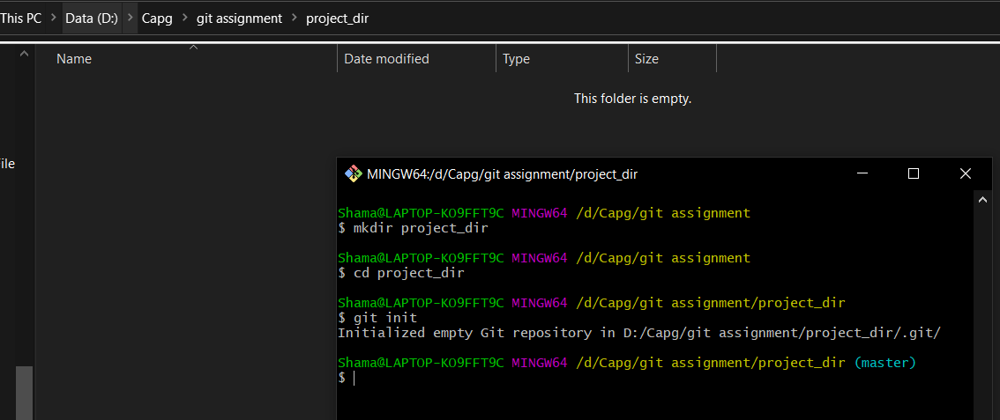 This PC > Data (D:) > Capg > git assignment > project_dir
Name Date modified Type Size
This folder is empty.
ile
MINGW64:/d/Capg/git assignment/project_dir
Shama@LAPTOP-KO9FFT9C MINGW64 /d/Capg/git assignment
$ mkdir project_dir
Shama@LAPTOP-KO9FFT9C MINGW64 /d/Capg/git assignment
$ cd project_dir
Shama@LAPTOP-KO9FFT9C MINGW64 /d/Capg/git assignment/project_dir
$ git init
Initialized empty Git repository in D:/Capg/git assignment/project_dir/.git/
Shama@LAPTOP-KO9FFT9C MINGW64 /d/Capg/git assignment/project_dir (master)
$